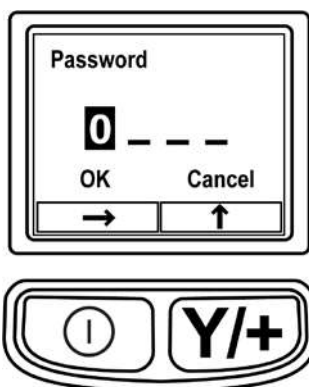 Password
0 _ _ _
OK Cancel
→ ↑
Y/+